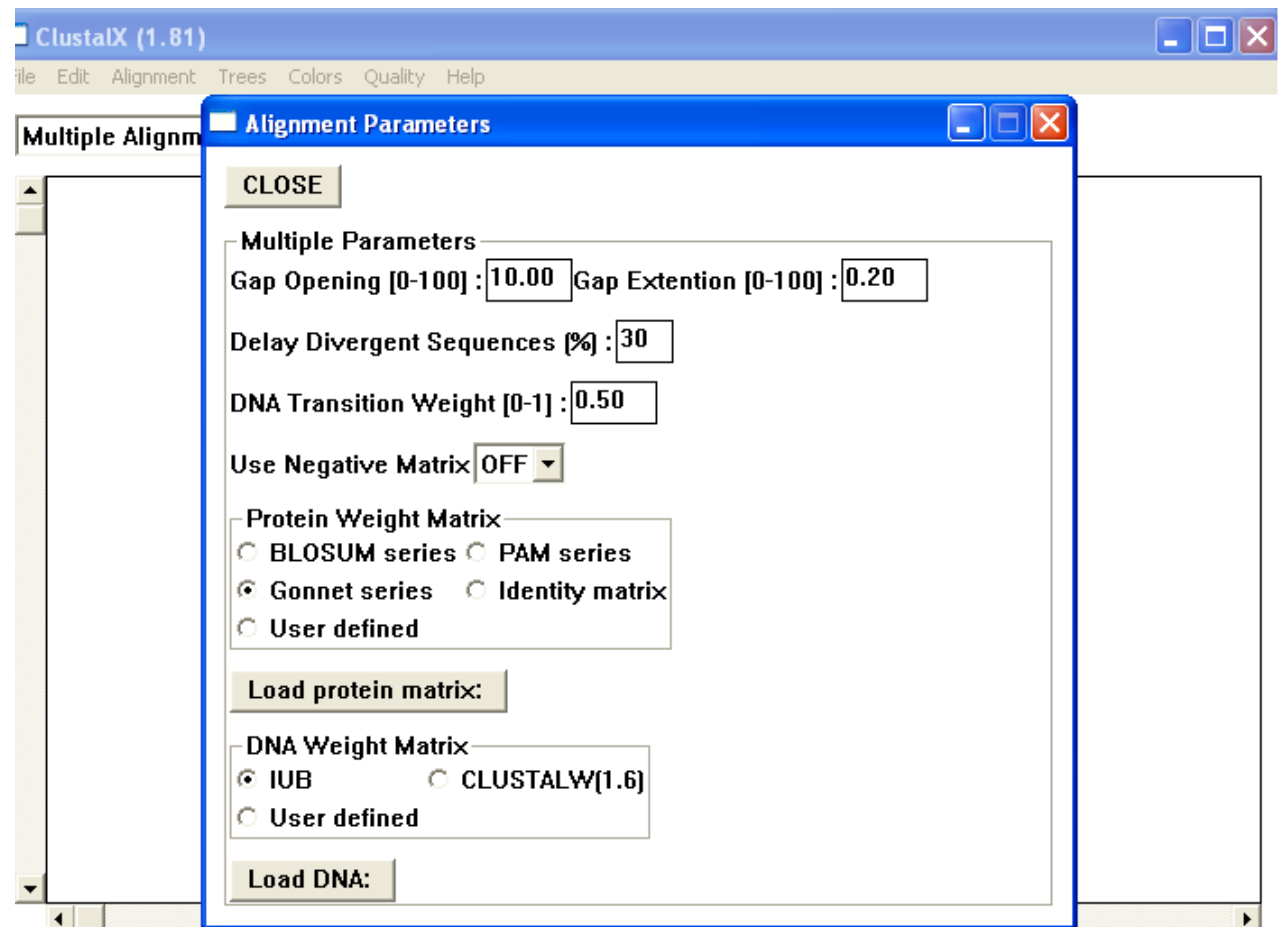 ClustalX (1.81)
File Edit Alignment Trees Colors Quality Help
Multiple Alignm
Alignment Parameters
CLOSE
Multiple Parameters
Gap Opening [0-100] : 10.00 Gap Extention [0-100] : 0.20
Delay Divergent Sequences (%) : 30
DNA Transition Weight [0-1] : 0.50
Use Negative Matrix OFF
Protein Weight Matrix
BLOSUM series PAM series
Gonnet series Identity matrix
User defined
Load protein matrix:
DNA Weight Matrix
IUB CLUSTALW(1.6)
User defined
Load DNA: